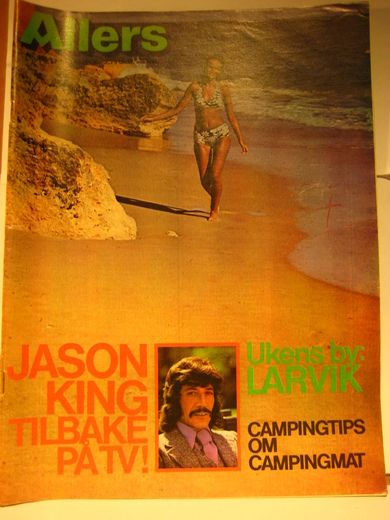 Allers
JASON
KING
TILBAKE
PÅ TV!
Ukens by:
LARVIK
CAMPINGTIPS
OM
CAMPINGMAT